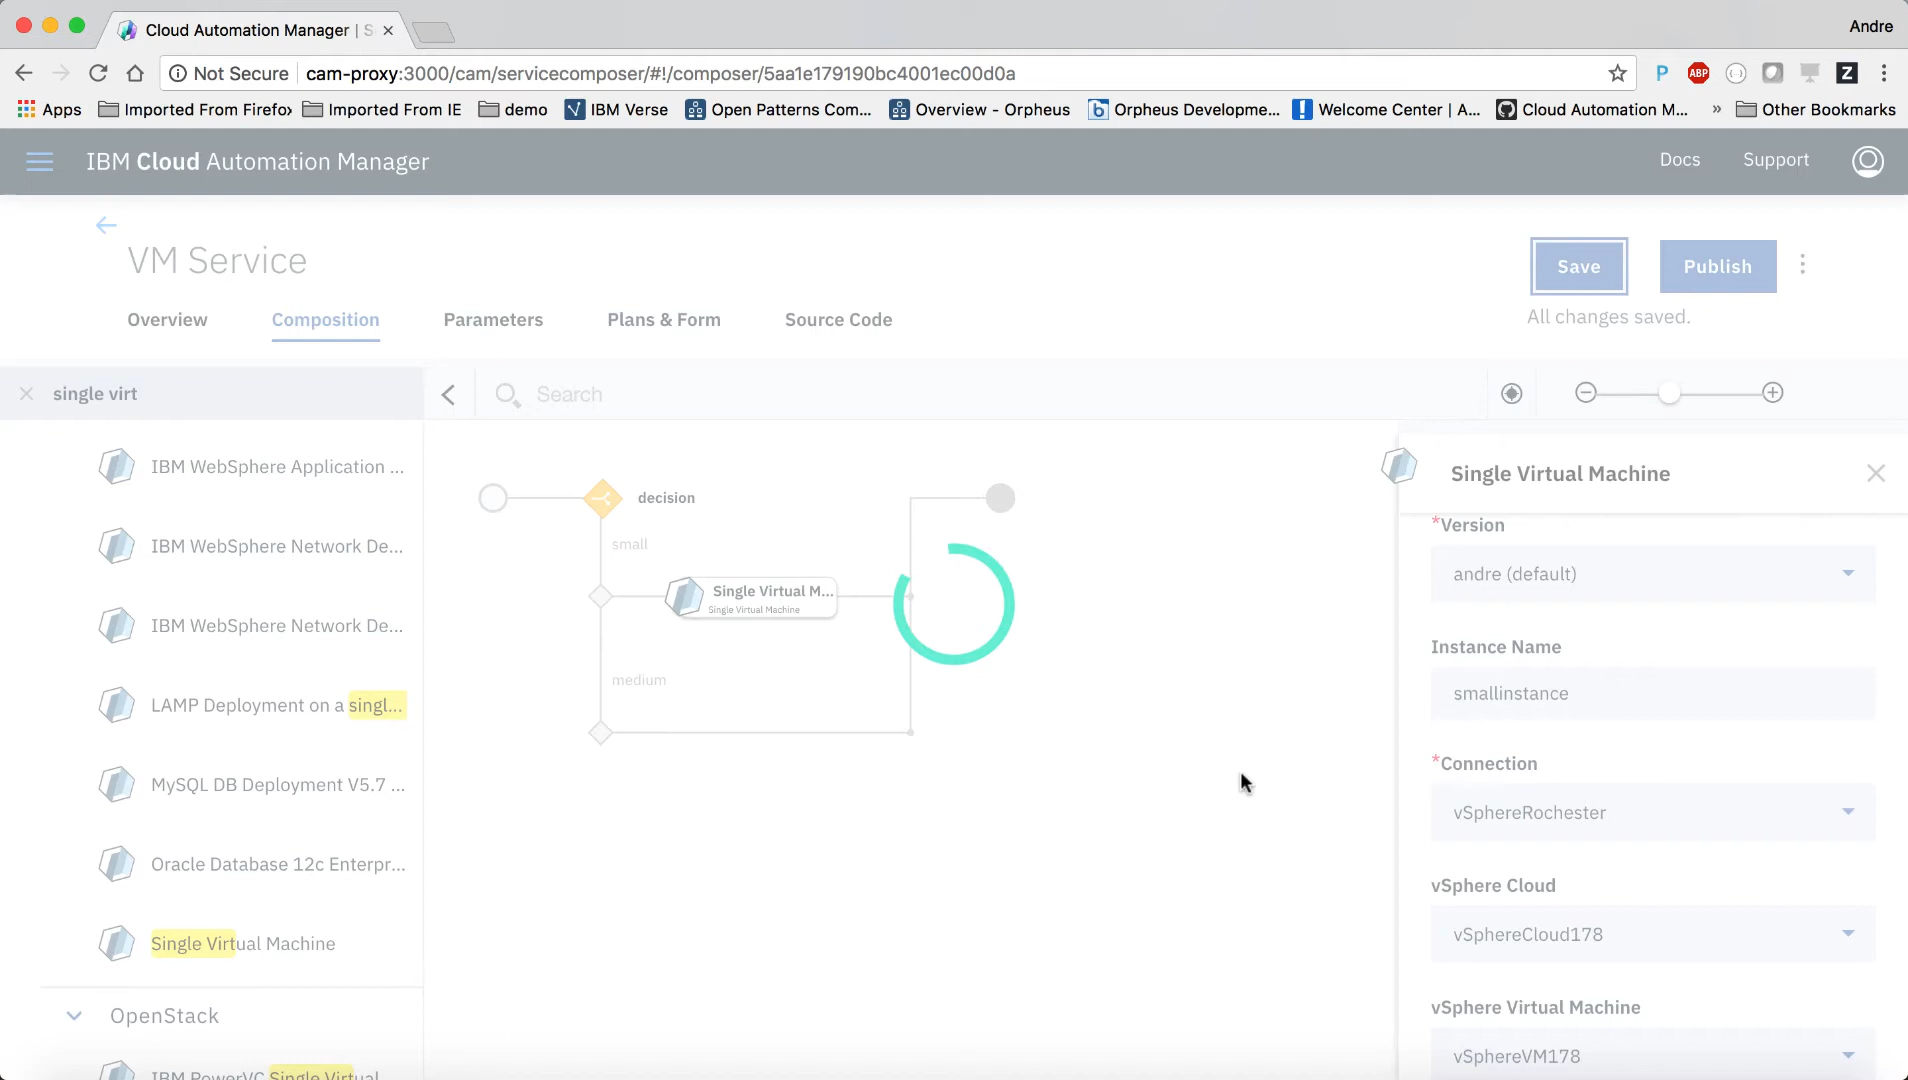 Cloud Automation Manager | S
Andre
Not Secure
cam-proxy:3000/cam/servicecomposer/#!/composer/5aa1e179190bc4001ec00d0a
P ABP Z
Apps Imported From Firefox Imported From IE demo IBM Verse Open Patterns Com... Overview - Orpheus Orpheus Developme... Welcome Center | A... Cloud Automation M... » Other Bookmarks
IBM Cloud Automation Manager
Docs Support
VM Service
Save Publish
All changes saved.
Overview Composition Parameters Plans & Form Source Code
single virt
Search
IBM WebSphere Application ...
IBM WebSphere Network De...
IBM WebSphere Network De...
LAMP Deployment on a singl...
MySQL DB Deployment V5.7 ...
Oracle Database 12c Enterpr...
Single Virtual Machine
OpenStack
IBM PowerVC Single Virtual
decision
small
Single Virtual M...
Single Virtual Machine
medium
Single Virtual Machine
*Version
andre (default)
Instance Name
smallinstance
*Connection
vSphereRochester
vSphere Cloud
vSphereCloud178
vSphere Virtual Machine
vSphereVM178